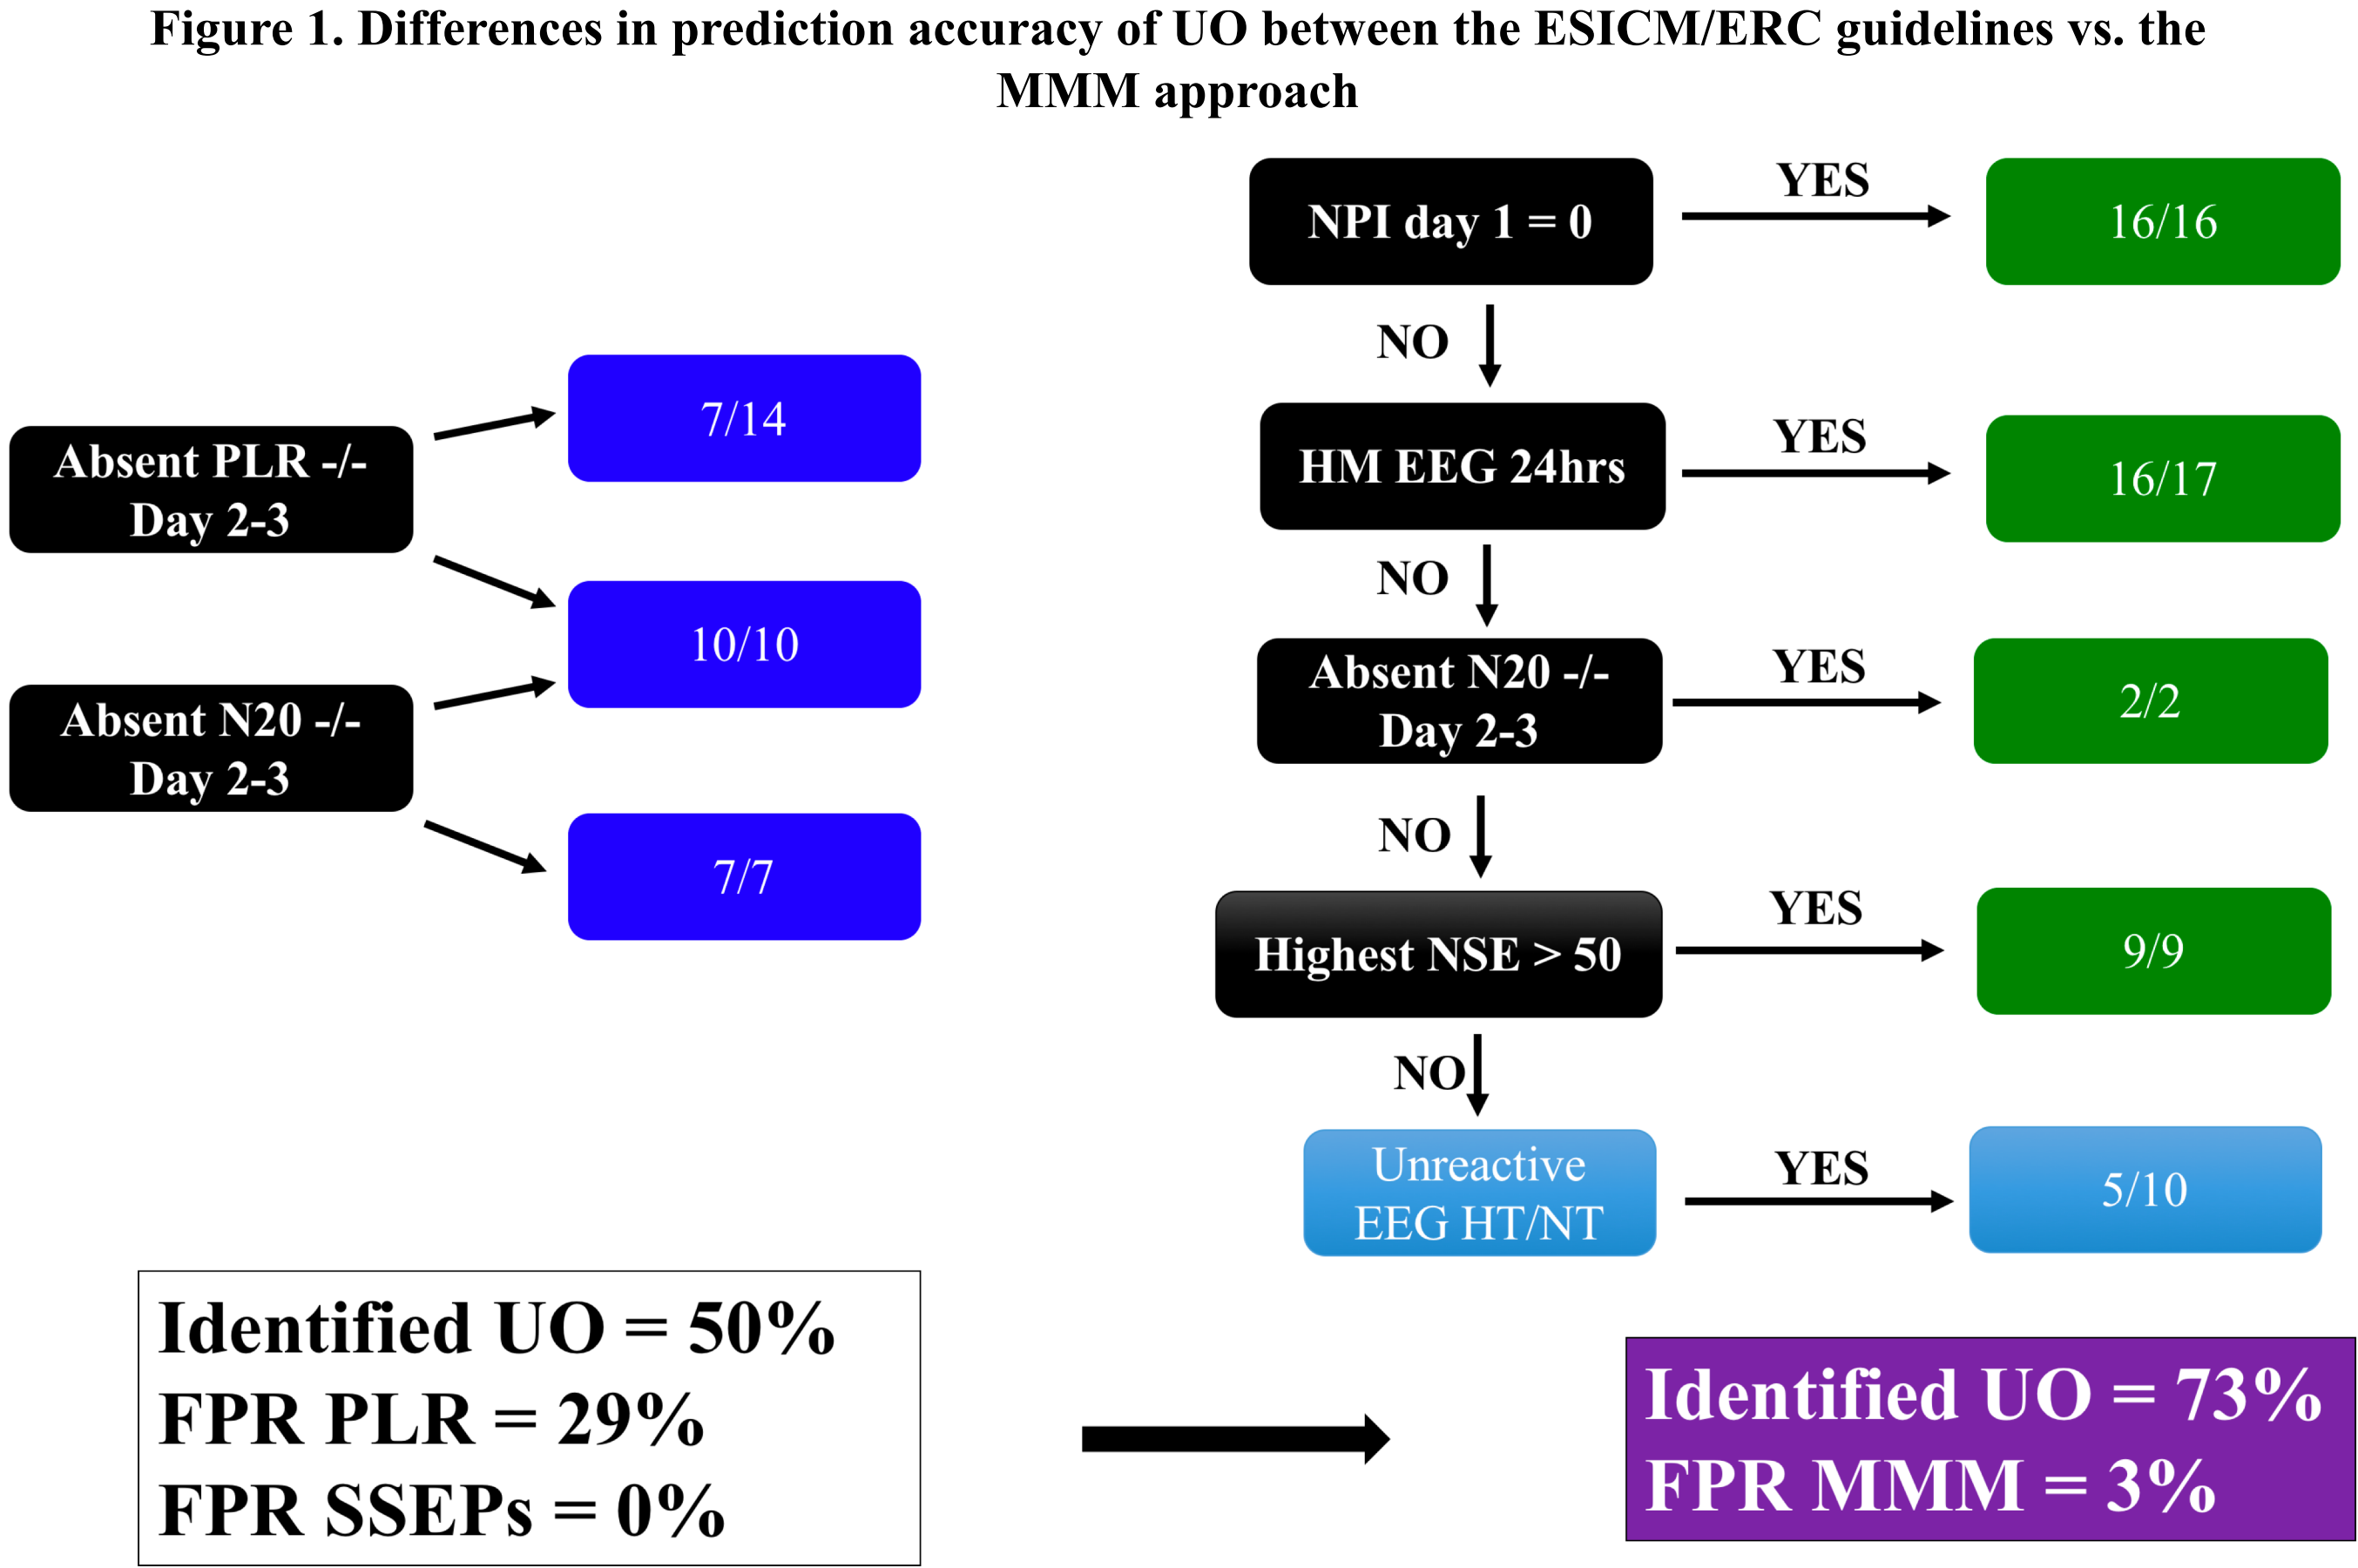 Figure 1. Differences in prediction accuracy of UO between the ESICM/ERC guidelines vs. the
MMM approach
Absent PLR -/-
Day 2-3
Absent N20 -/-
Day 2-3
7/14
10/10
7/7
Identified UO = 50%
FPR PLR = 29%
FPR SSEPs = 0%
NPI day 1 = 0
YES
16/16
NO
HM EEG 24hrs
YES
16/17
NO
Absent N20 -/-
Day 2-3
YES
2/2
NO
Highest NSE > 50
YES
9/9
NO
Unreactive
EEG HT/NT
YES
5/10
Identified UO = 73%
FPR MMM = 3%